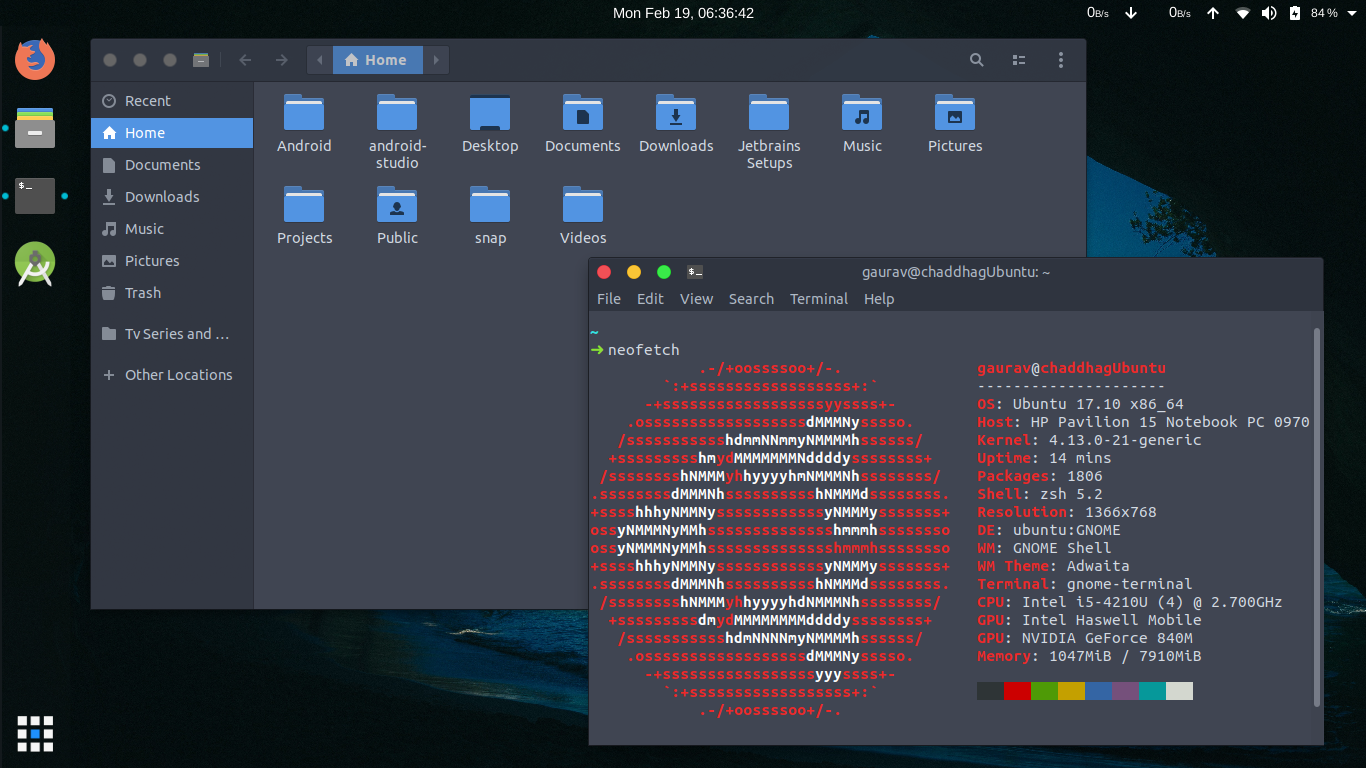 Mon Feb 19, 06:36:42
0B/s 0B/s 84 %
Home
Recent
Home
Documents
Downloads
Music
Pictures
Trash
Tv Series and …
Other Locations
Android
android-
studio
Desktop
Documents
Downloads
Jetbrains
Setups
Music
Pictures
Projects
Public
snap
Videos
$_
$_ gaurav@chaddhagUbuntu: ~
File Edit View Search Terminal Help
~
➜ neofetch
.-/+oossssoo+/-.
`:+ssssssssssssssssss+:`
-+ssssssssssssssssssyyssss+-
.ossssssssssssssssssdMMMNysssso.
/ssssssssssshdmmNNmmyNMMMMhssssss/
+ssssssssshmydMMMMMMMNddddyssssssss+
/sssssssshNMMMyhhyyyyhmNMMMNhssssssss/
.ssssssssdMMMNhsssssssssshNMMMdssssssss.
+sssshhhyNMMNyssssssssssssyNMMMysssssss+
ossyNMMMNyMMhsssssssssssssshmmmhssssssso
ossyNMMMNyMMhsssssssssssssshmmmhssssssso
+sssshhhyNMMNyssssssssssssyNMMMysssssss+
.ssssssssdMMMNhsssssssssshNMMMdssssssss.
/sssssssshNMMMyhhyyyyhdNMMMNhssssssss/
+sssssssssdmydMMMMMMMMddddyssssssss+
/ssssssssssshdmNNNNmyNMMMMhssssss/
.ossssssssssssssssssdMMMNysssso.
-+sssssssssssssssssyyyssss+-
`:+ssssssssssssssssss+:`
.-/+oossssoo+/-.
gaurav@chaddhagUbuntu
---------------------
OS: Ubuntu 17.10 x86_64
Host: HP Pavilion 15 Notebook PC 0970
Kernel: 4.13.0-21-generic
Uptime: 14 mins
Packages: 1806
Shell: zsh 5.2
Resolution: 1366x768
DE: ubuntu:GNOME
WM: GNOME Shell
WM Theme: Adwaita
Terminal: gnome-terminal
CPU: Intel i5-4210U (4) @ 2.700GHz
GPU: Intel Haswell Mobile
GPU: NVIDIA GeForce 840M
Memory: 1047MiB / 7910MiB